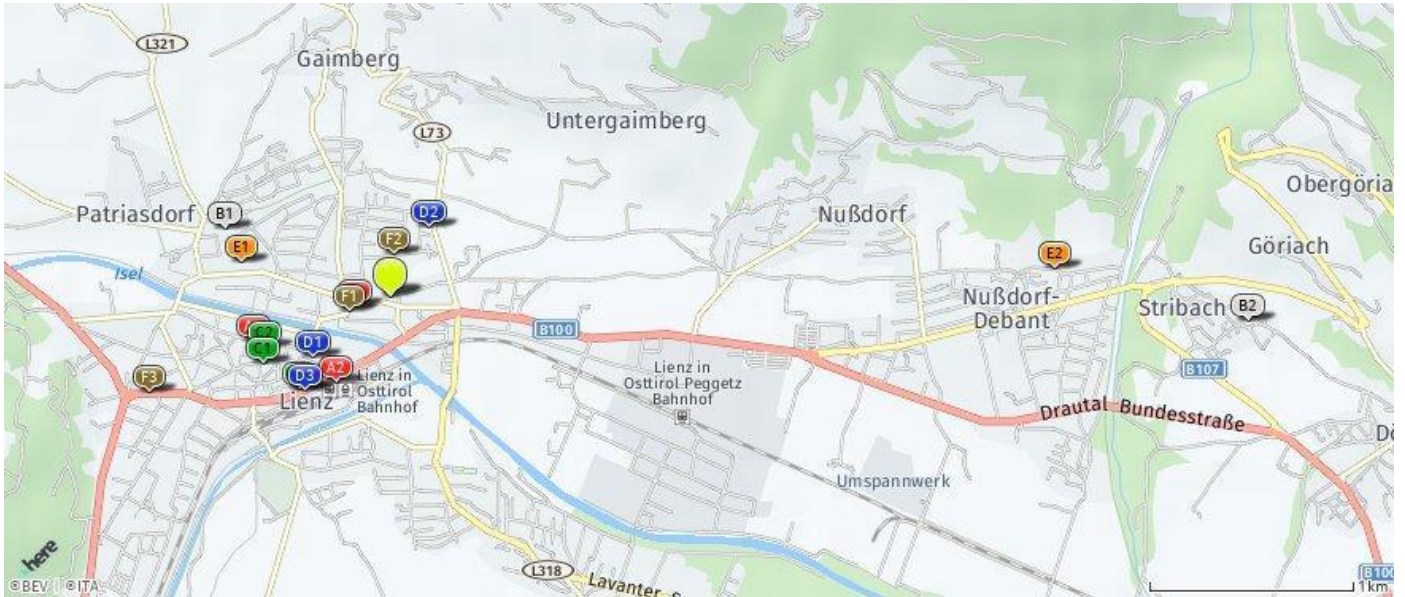 L321
Gaimberg
L73
Untergaimberg
Obergöria
Patriasdorf
B1
D2
Nußdorf
F2
E1
E2
Göriach
Isel
F1
Nußdorf-
Debant
Stribach
B2
C2
B100
D1
C1
A2
D3
F3
Lienz in
Osttirol
Bahnhof
Lienz
Lienz in
Osttirol Peggetz
Bahnhof
B107
Drautal Bundesstraße
Umspannwerk
here
L318
Lavanter
B100
©BEV | ©ITA
1km